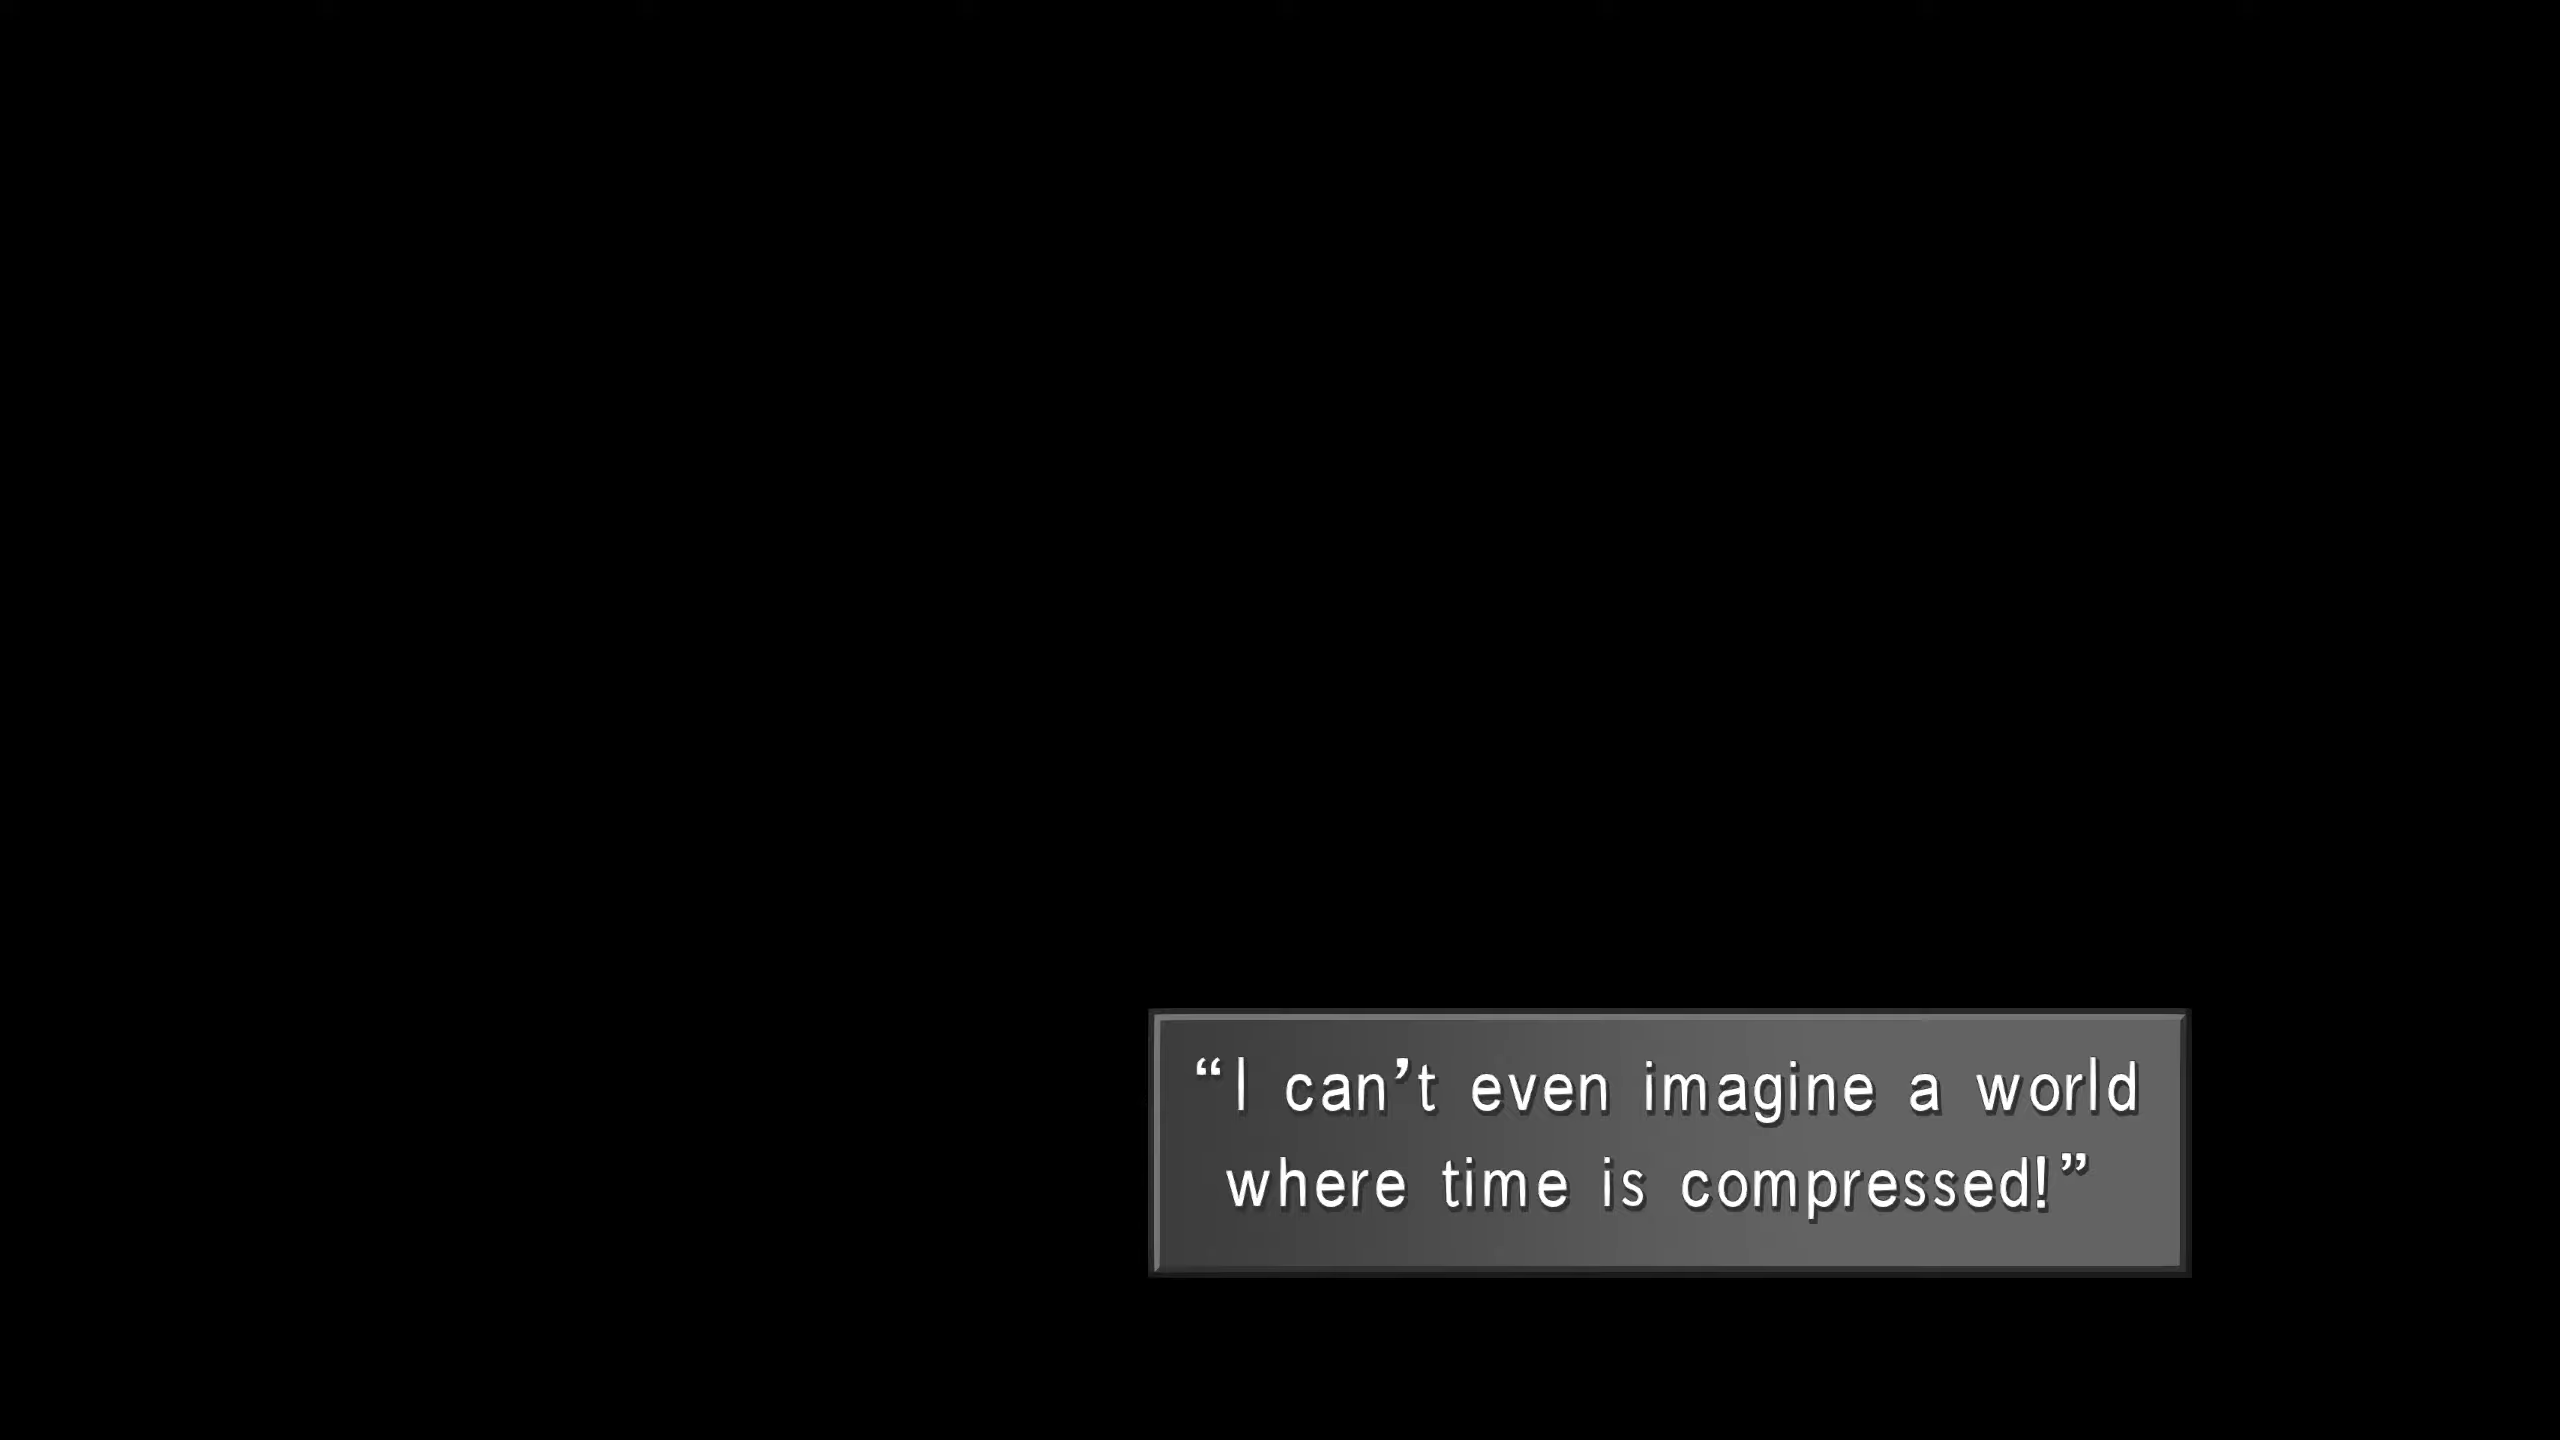 “I can’t even imagine a world
where time is compressed!”